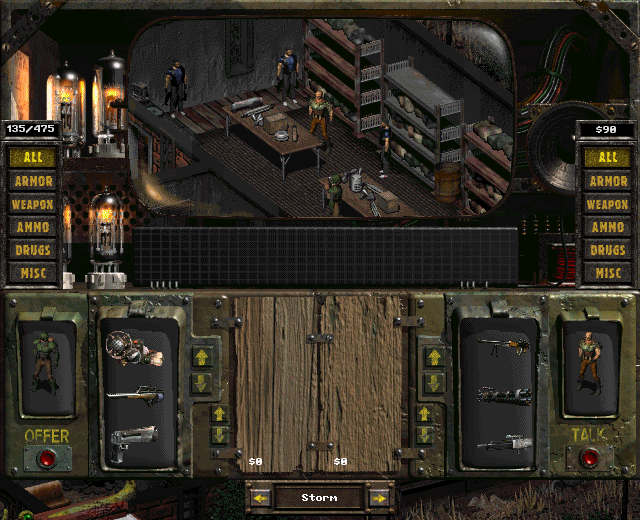 135/475
$90
ALL
ALL
ARMOR
ARMOR
WEAPON
WEAPON
AMMO
AMMO
DRUGS
DRUGS
MISC
MISC
OFFER
TALK
$0
$0
Storm